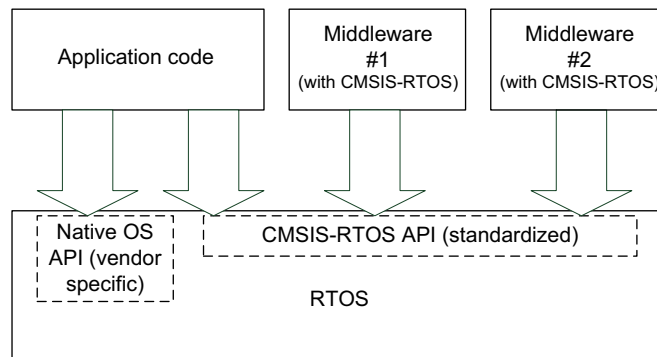 Application code
Middleware
#1
(with CMSIS-RTOS)
Middleware
#2
(with CMSIS-RTOS)
Native OS
API (vendor
specific)
CMSIS-RTOS API (standardized)
RTOS